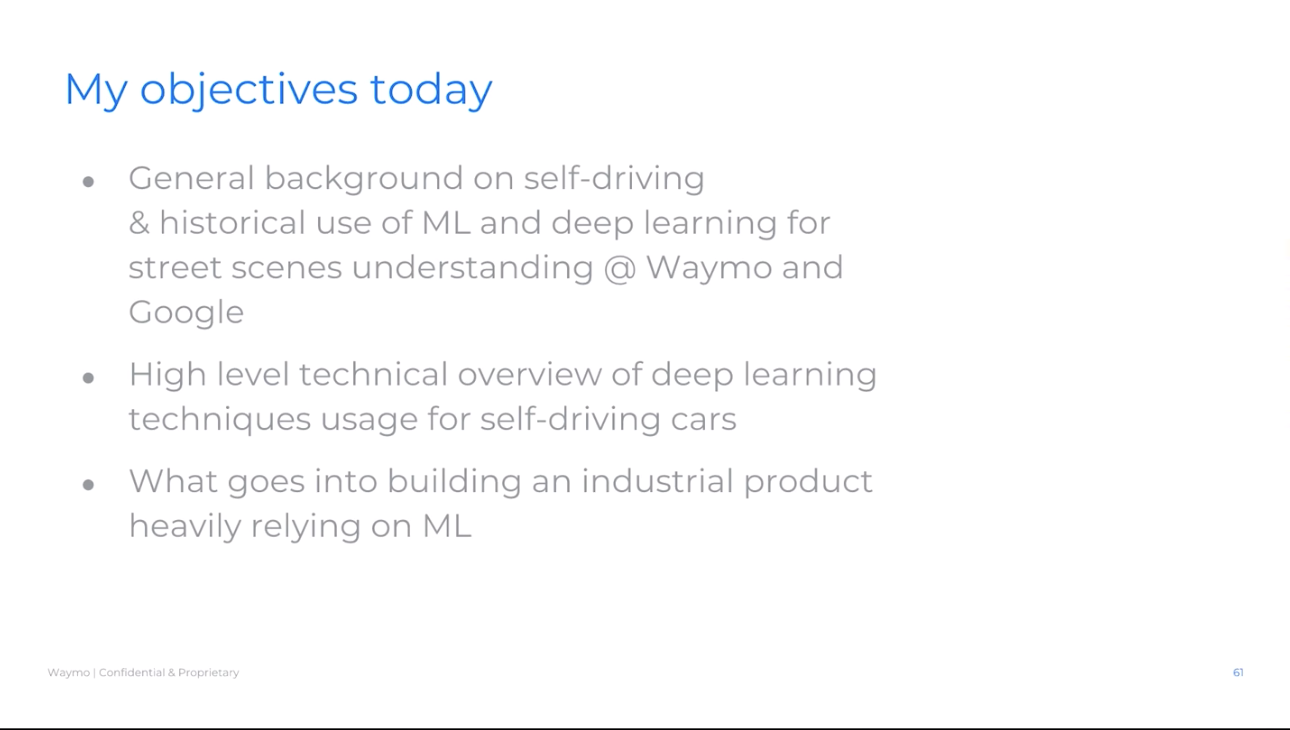 My objectives today
● General background on self-driving
& historical use of ML and deep learning for
street scenes understanding @ Waymo and
Google
● High level technical overview of deep learning
techniques usage for self-driving cars
● What goes into building an industrial product
heavily relying on ML
Waymo | Confidential & Proprietary
61